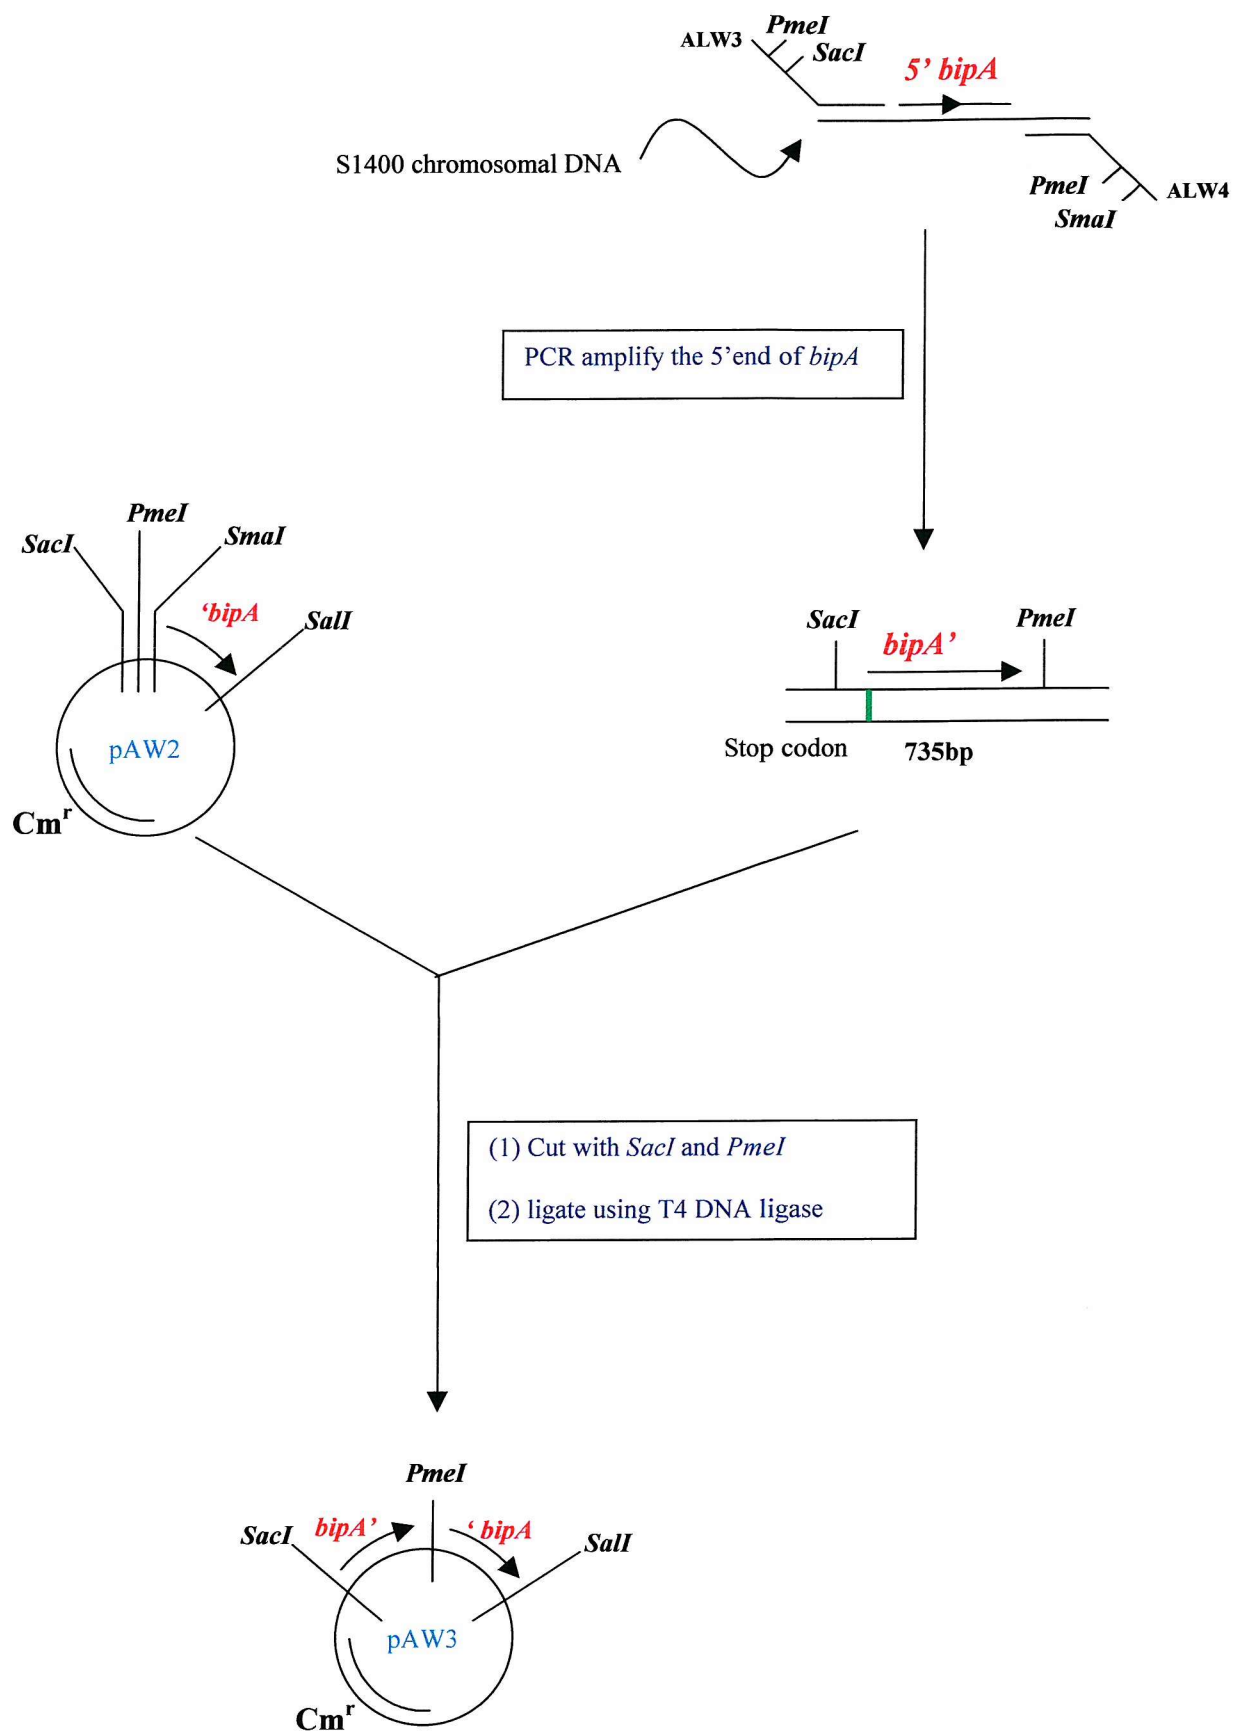 ALW3
PmeI
SacI
5’ bipA
S1400 chromosomal DNA
PmeI
ALW4
SmaI
PCR amplify the 5’end of bipA
PmeI
SacI
SmaI
‘bipA
SalI
pAW2
Cmʳ
SacI
PmeI
bipA’
Stop codon
735bp
(1) Cut with SacI and PmeI
(2) ligate using T4 DNA ligase
PmeI
SacI
bipA’
‘ bipA
SalI
pAW3
Cmʳ